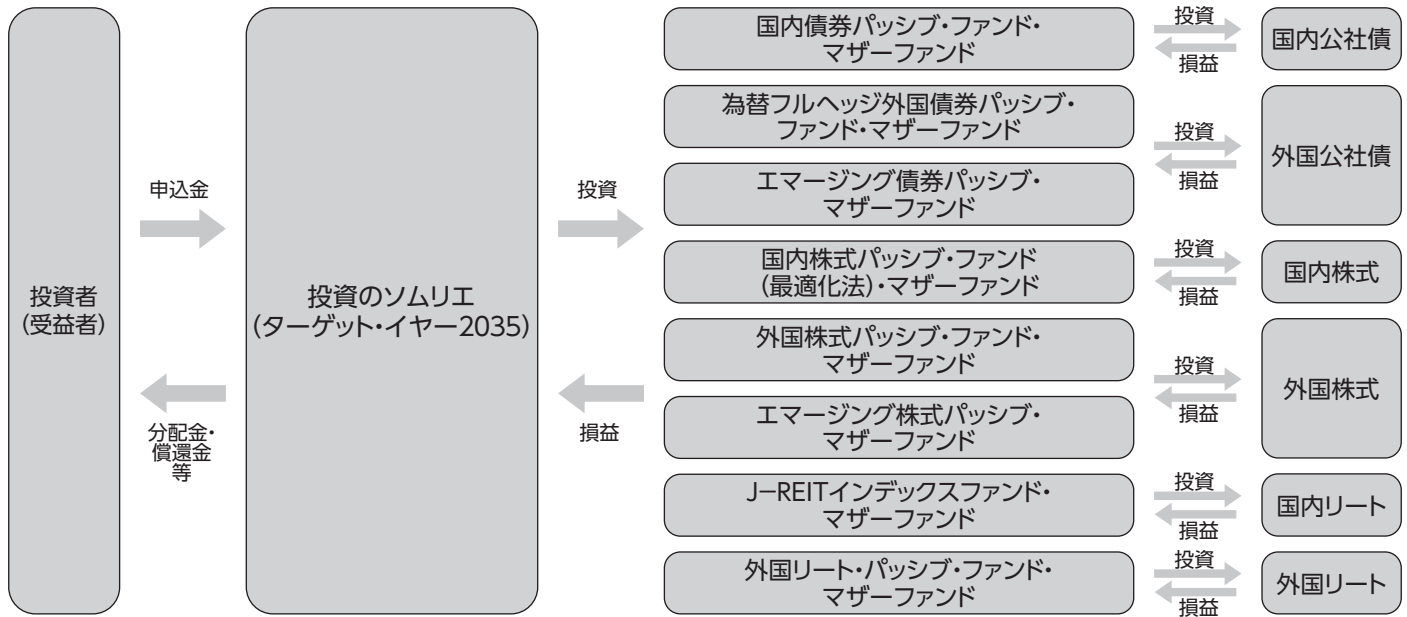 投資者
(受益者)
申込金
分配金・
償還金
等
投資のソムリエ
(ターゲット・イヤー2035)
投資
損益
国内債券パッシブ・ファンド・
マザーファンド
投資
損益
国内公社債
為替フルヘッジ外国債券パッシブ・
ファンド・マザーファンド
エマージング債券パッシブ・
マザーファンド
投資
損益
外国公社債
国内株式パッシブ・ファンド
(最適化法)・マザーファンド
投資
損益
国内株式
外国株式パッシブ・ファンド・
マザーファンド
エマージング株式パッシブ・
マザーファンド
投資
損益
外国株式
J−REITインデックスファンド・
マザーファンド
投資
損益
国内リート
外国リート・パッシブ・ファンド・
マザーファンド
投資
損益
外国リート